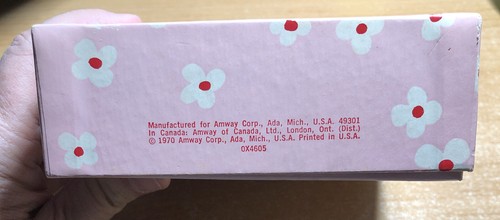 Manufactured for Amway Corp., Ada, Mich., U.S.A. 49301
In Canada: Amway of Canada, Ltd., London, Ont. (Dist.)
© 1970 Amway Corp., Ada, Mich., U.S.A. Printed in U.S.A.
OX4605